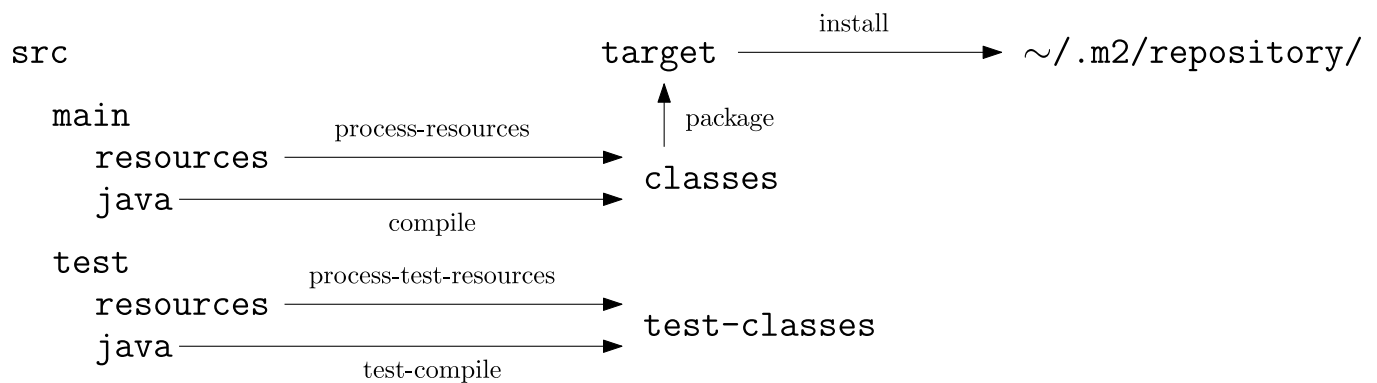 install
src
target
~/.m2/repository/
main
package
process-resources
resources
classes
java
compile
test
process-test-resources
resources
test-classes
java
test-compile